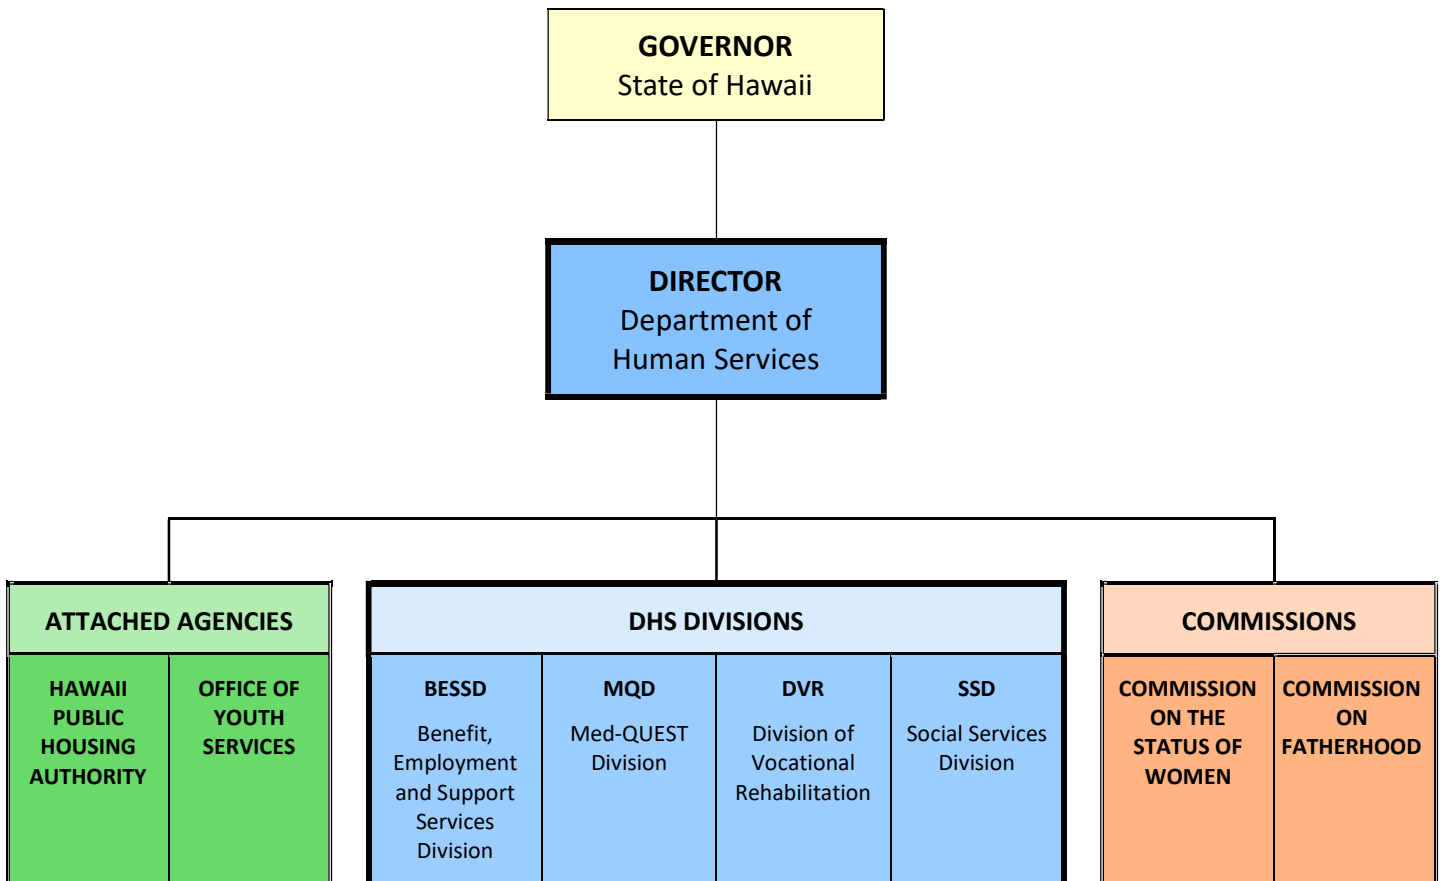 GOVERNOR
State of Hawaii
DIRECTOR
Department of
Human Services
ATTACHED AGENCIES
HAWAII
PUBLIC
HOUSING
AUTHORITY
OFFICE OF
YOUTH
SERVICES
DHS DIVISIONS
BESSD
Benefit,
Employment
and Support
Services
Division
MQD
Med-QUEST
Division
DVR
Division of
Vocational
Rehabilitation
SSD
Social Services
Division
COMMISSIONS
COMMISSION
ON THE
STATUS OF
WOMEN
COMMISSION
ON
FATHERHOOD